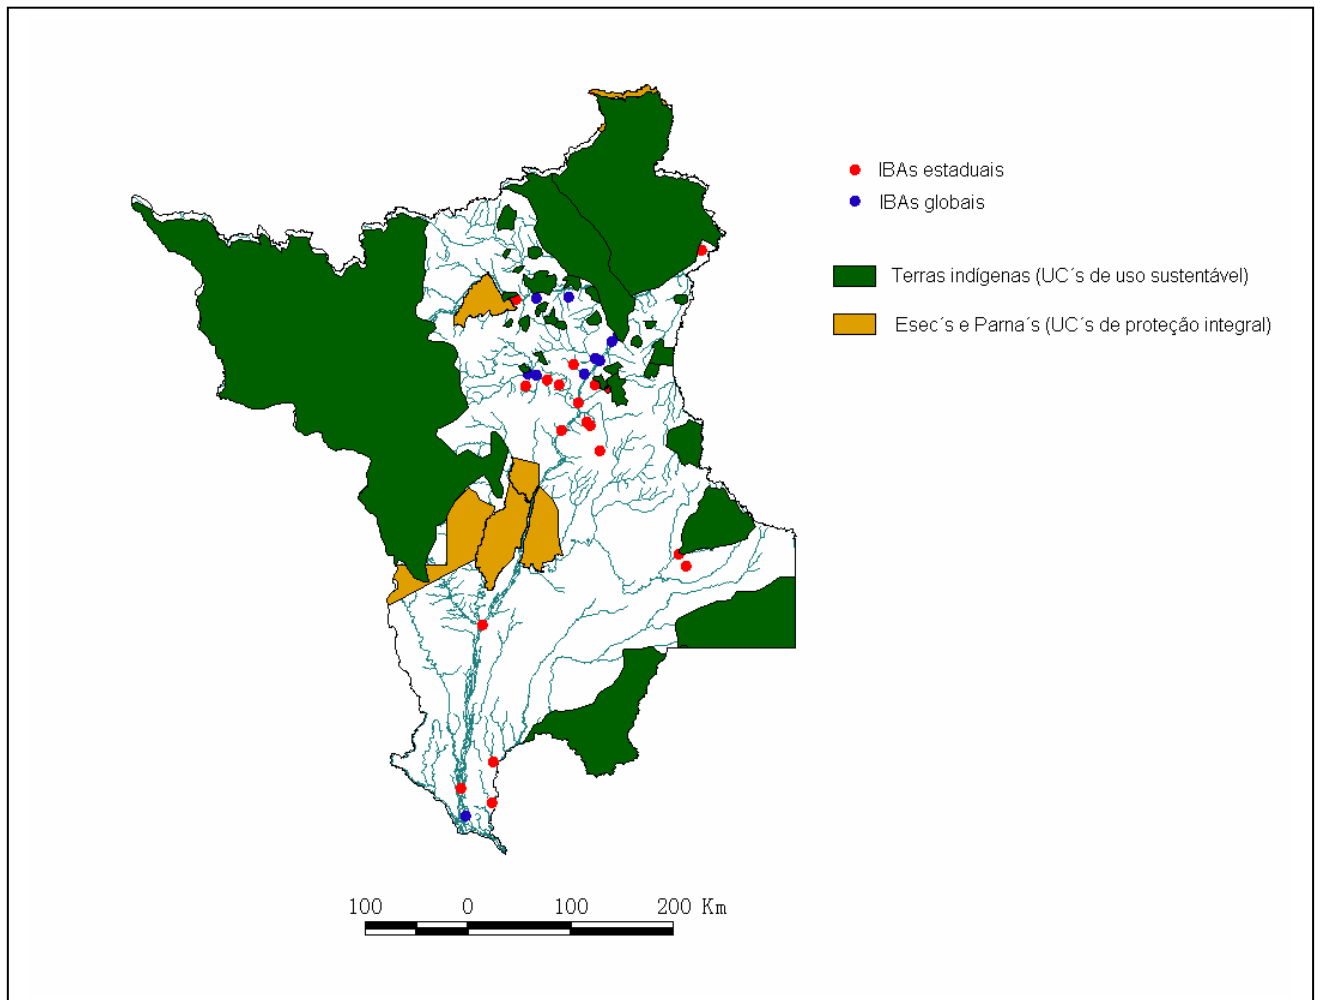 IBAs estaduais
IBAs globais
Terras indígenas (UC´s de uso sustentável)
Esec´s e Parna´s (UC´s de proteção integral)
100 0 100 200 Km